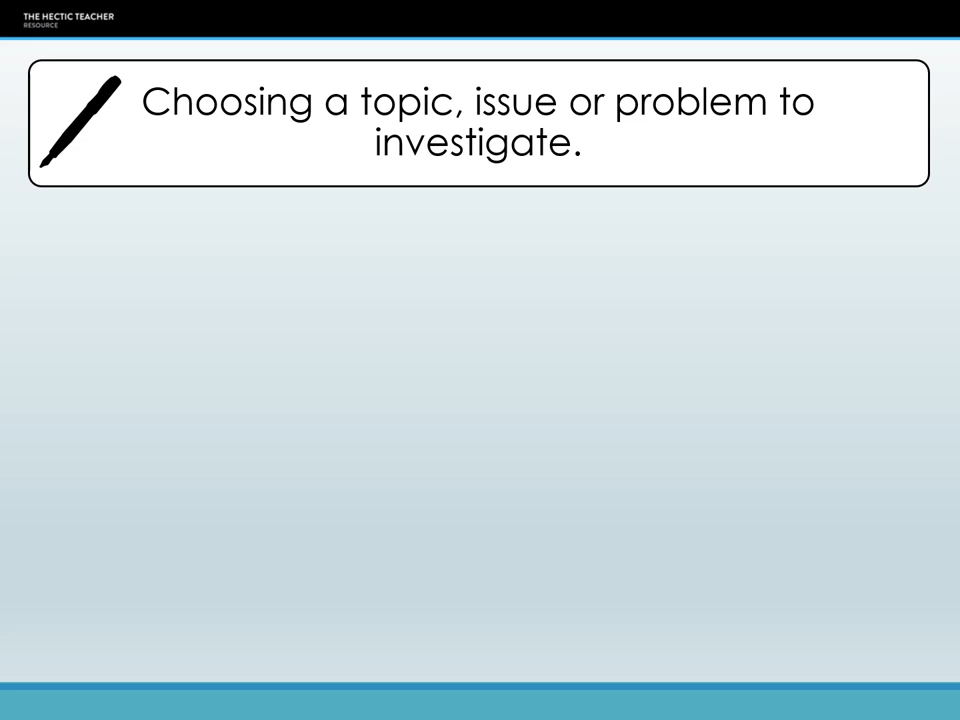 THE HECTIC TEACHER
RESOURCE
Choosing a topic, issue or problem to
investigate.